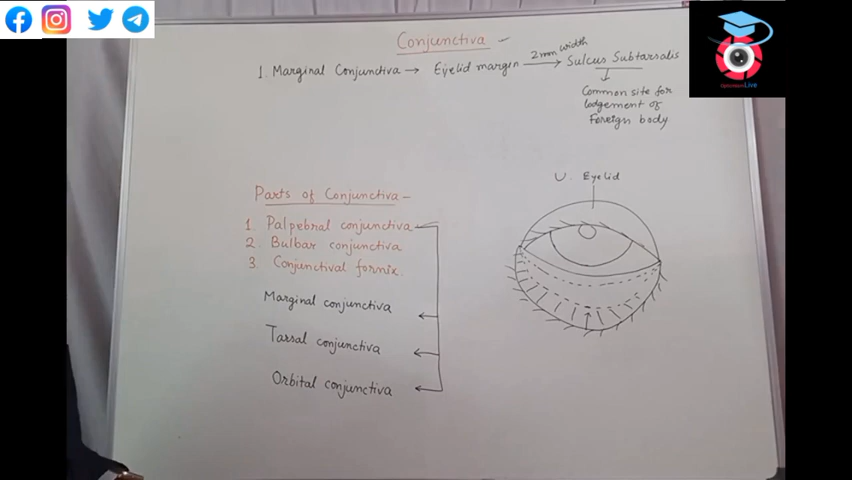 Conjunctiva -
1. Marginal Conjunctiva → Eyelid margin 2mm width → Sulcus Subtarsalis
↓
Common site for
lodgement of
Foreign body
Live
U. Eyelid
Parts of Conjunctiva -
1. Palpebral conjunctiva
2. Bulbar conjunctiva
3. Conjunctival fornix.
Marginal conjunctiva
Tarsal conjunctiva
Orbital conjunctiva